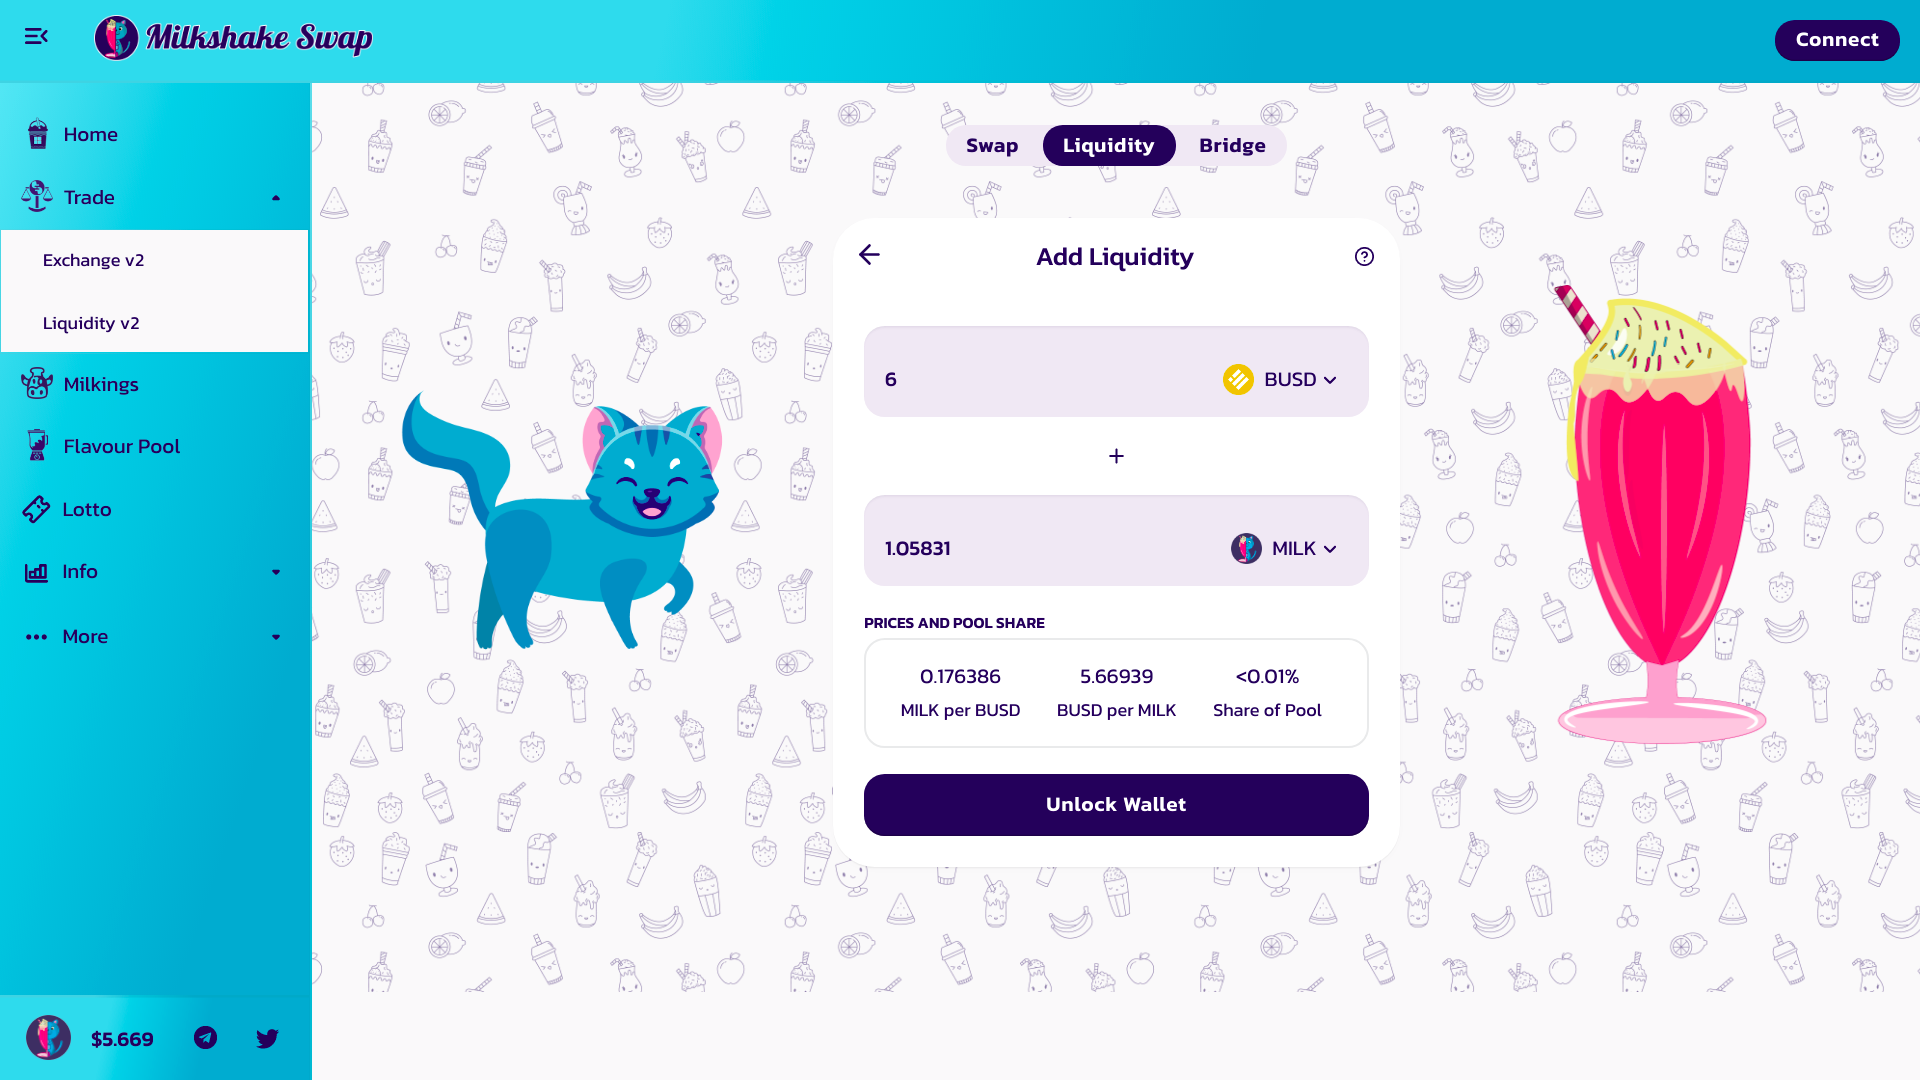 Milkshake Swap
Connect
Home
Trade
Exchange v2
Liquidity v2
Milkings
Flavour Pool
Lotto
Info
More
$5.669
Swap
Liquidity
Bridge
Add Liquidity
6
BUSD
+
1.05831
MILK
PRICES AND POOL SHARE
0.176386 5.66939 <0.01%
MILK per BUSD BUSD per MILK Share of Pool
Unlock Wallet